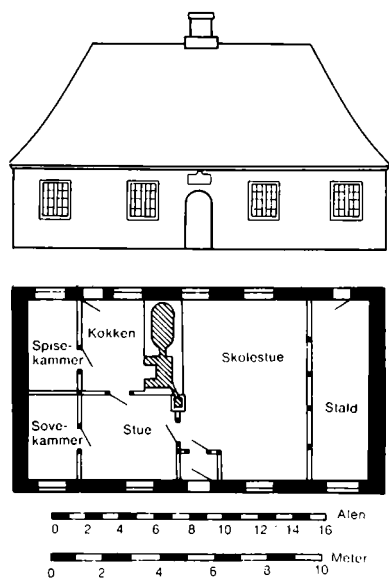 Køkken
Spise-
kammer
Skolestue
Sove-
kammer
Stue
Stald
Alen
0 2 4 6 8 10 12 14 16
Meter
0 2 4 6 3 10